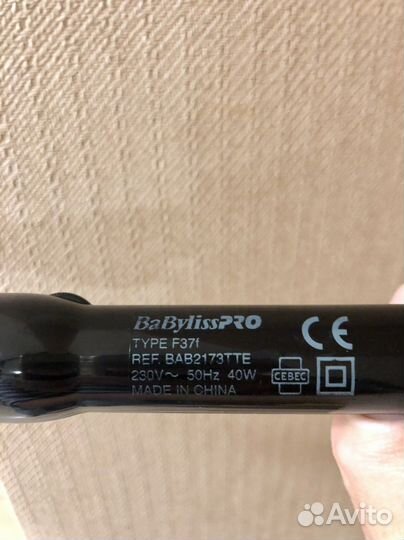 BaBylissPRO
TYPE F37f
REF. BAB2173TTE
230V~ 50Hz 40W
MADE IN CHINA
CE
CEBEC
Avito